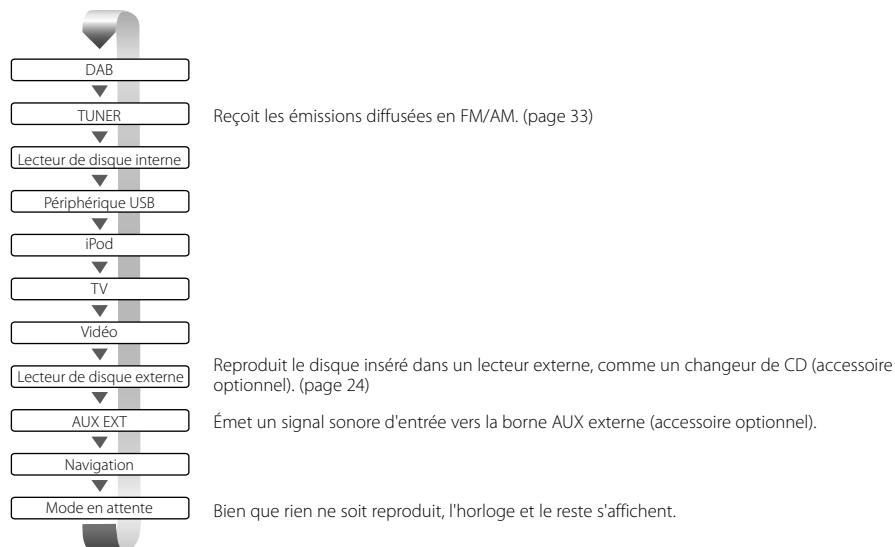 DAB
TUNER
Reçoit les émissions diffusées en FM/AM. (page 33)
Lecteur de disque interne
Périphérique USB
iPod
TV
Vidéo
Lecteur de disque externe
Reproduit le disque inséré dans un lecteur externe, comme un changeur de CD (accessoire
optionnel). (page 24)
AUX EXT
Émet un signal sonore d'entrée vers la borne AUX externe (accessoire optionnel).
Navigation
Mode en attente
Bien que rien ne soit reproduit, l'horloge et le reste s'affichent.